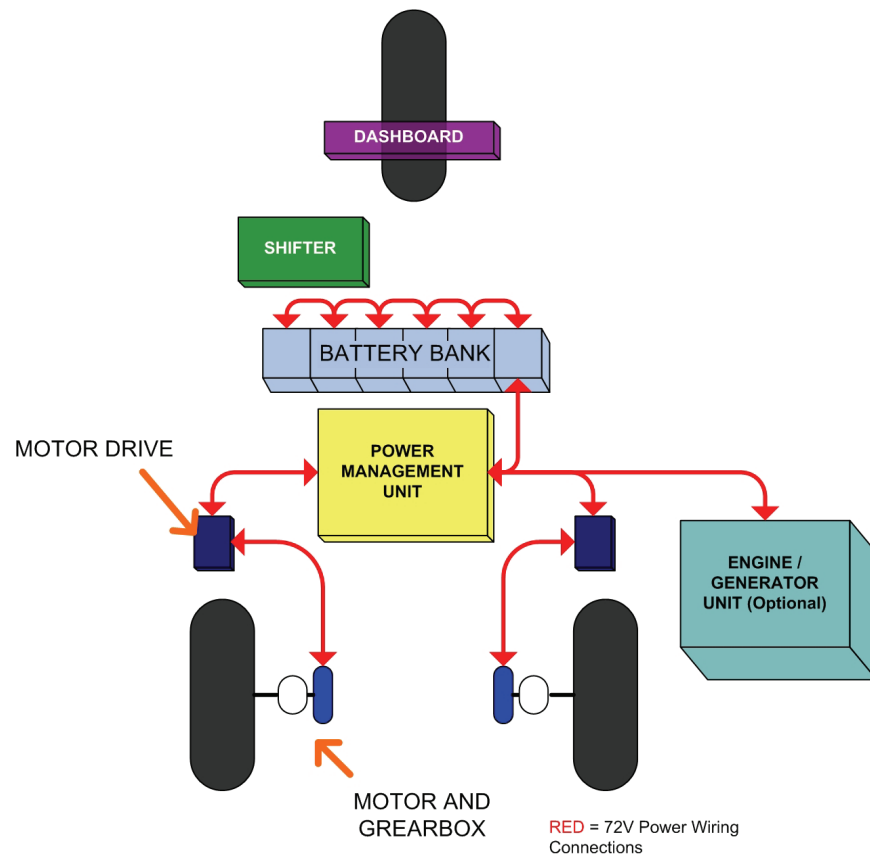 DASHBOARD
SHIFTER
BATTERY BANK
MOTOR DRIVE
POWER
MANAGEMENT
UNIT
ENGINE /
GENERATOR
UNIT (Optional)
MOTOR AND
GREARBOX
RED = 72V Power Wiring
Connections